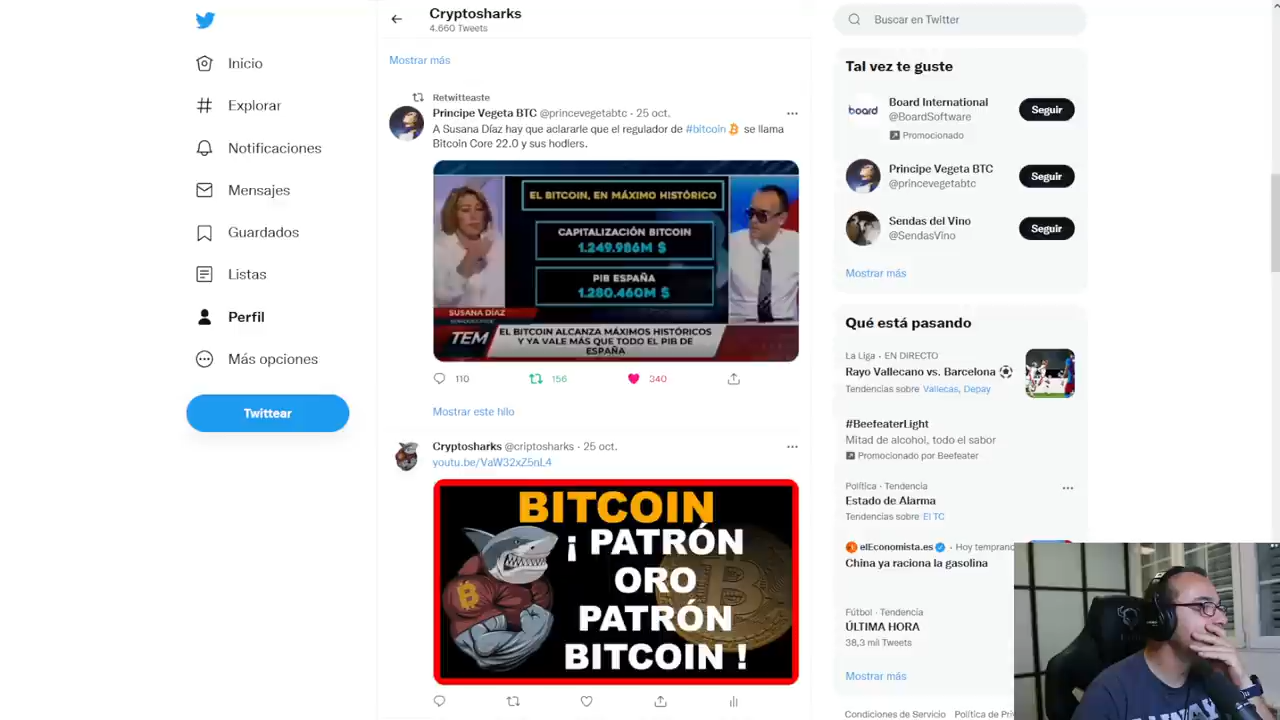 Inicio
Explorar
Notificaciones
Mensajes
Guardados
Listas
Perfil
Más opciones
Twittear
Cryptosharks
4.660 Tweets
Mostrar más
Retwitteaste
Principe Vegeta BTC @princevegetabtc · 25 oct.
A Susana Díaz hay que aclararle que el regulador de #bitcoin se llama
Bitcoin Core 22.0 y sus hodlers.
EL BITCOIN, EN MÁXIMO HISTÓRICO
CAPITALIZACIÓN BITCOIN
1.249.986M $
PIB ESPAÑA
1.280.460M $
SUSANA DÍAZ
TEM
EL BITCOIN ALCANZA MÁXIMOS HISTÓRICOS
Y YA VALE MÁS QUE TODO EL PIB DE
ESPAÑA
110
156
340
Mostrar este hilo
Cryptosharks @criptosharks · 25 oct.
youtu.be/VaW32xZ5nL4
BITCOIN
¡ PATRÓN
ORO
PATRÓN
BITCOIN !
Buscar en Twitter
Tal vez te guste
board
Board International
@BoardSoftware
Promocionado
Seguir
Principe Vegeta BTC
@princevegetabtc
Seguir
Sendas del Vino
@SendasVino
Seguir
Mostrar más
Qué está pasando
La Liga · EN DIRECTO
Rayo Vallecano vs. Barcelona
Tendencias sobre Vallecas, Depay
#BeefeaterLight
Mitad de alcohol, todo el sabor
Promocionado por Beefeater
Política · Tendencia
Estado de Alarma
Tendencias sobre El TC
elEconomista.es · Hoy temprano
China ya raciona la gasolina
Fútbol · Tendencia
ÚLTIMA HORA
38,3 mil Tweets
Mostrar más
Condiciones de Servicio Política de Priv